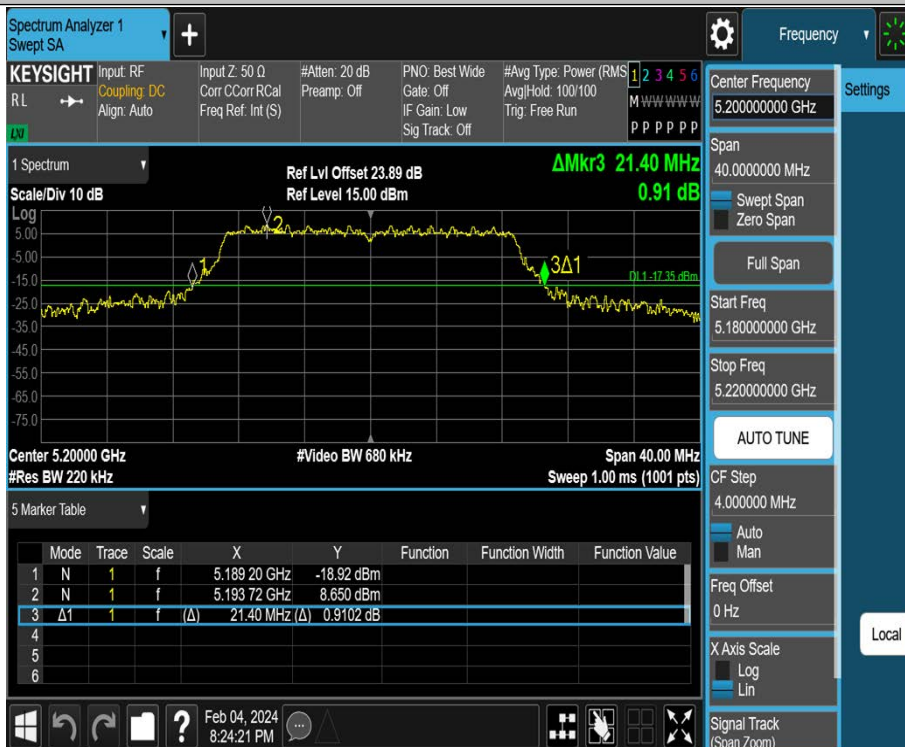 Spectrum Analyzer 1
Swept SA
+
Frequency
KEYSIGHT
RL
LXI
Input: RF
Coupling: DC
Align: Auto
Input Z: 50 Ω
Corr CCorr RCal
Freq Ref: Int (S)
#Atten: 20 dB
Preamp: Off
PNO: Best Wide
Gate: Off
IF Gain: Low
Sig Track: Off
#Avg Type: Power (RMS
Avg|Hold: 100/100
Trig: Free Run
1 2 3 4 5 6
M W W W W W
P P P P P P
1 Spectrum
Scale/Div 10 dB
Ref Lvl Offset 23.89 dB
Ref Level 15.00 dBm
ΔMkr3 21.40 MHz
0.91 dB
Log
5.00
-5.00
-15.0
-25.0
-35.0
-45.0
-55.0
-65.0
-75.0
1
2
3Δ1
DL1 -17.35 dBm
Center 5.20000 GHz
#Res BW 220 kHz
#Video BW 680 kHz
Span 40.00 MHz
Sweep 1.00 ms (1001 pts)
5 Marker Table
Mode Trace Scale X Y Function Function Width Function Value
1 N 1 f 5.189 20 GHz -18.92 dBm
2 N 1 f 5.193 72 GHz 8.650 dBm
3 Δ1 1 f (Δ) 21.40 MHz (Δ) 0.9102 dB
4
5
6
?
Feb 04, 2024
8:24:21 PM
Center Frequency
5.200000000 GHz
Span
40.0000000 MHz
Swept Span
Zero Span
Full Span
Start Freq
5.180000000 GHz
Stop Freq
5.220000000 GHz
AUTO TUNE
CF Step
4.000000 MHz
Auto
Man
Freq Offset
0 Hz
X Axis Scale
Log
Lin
Signal Track
(Span Zoom)
Settings
Local